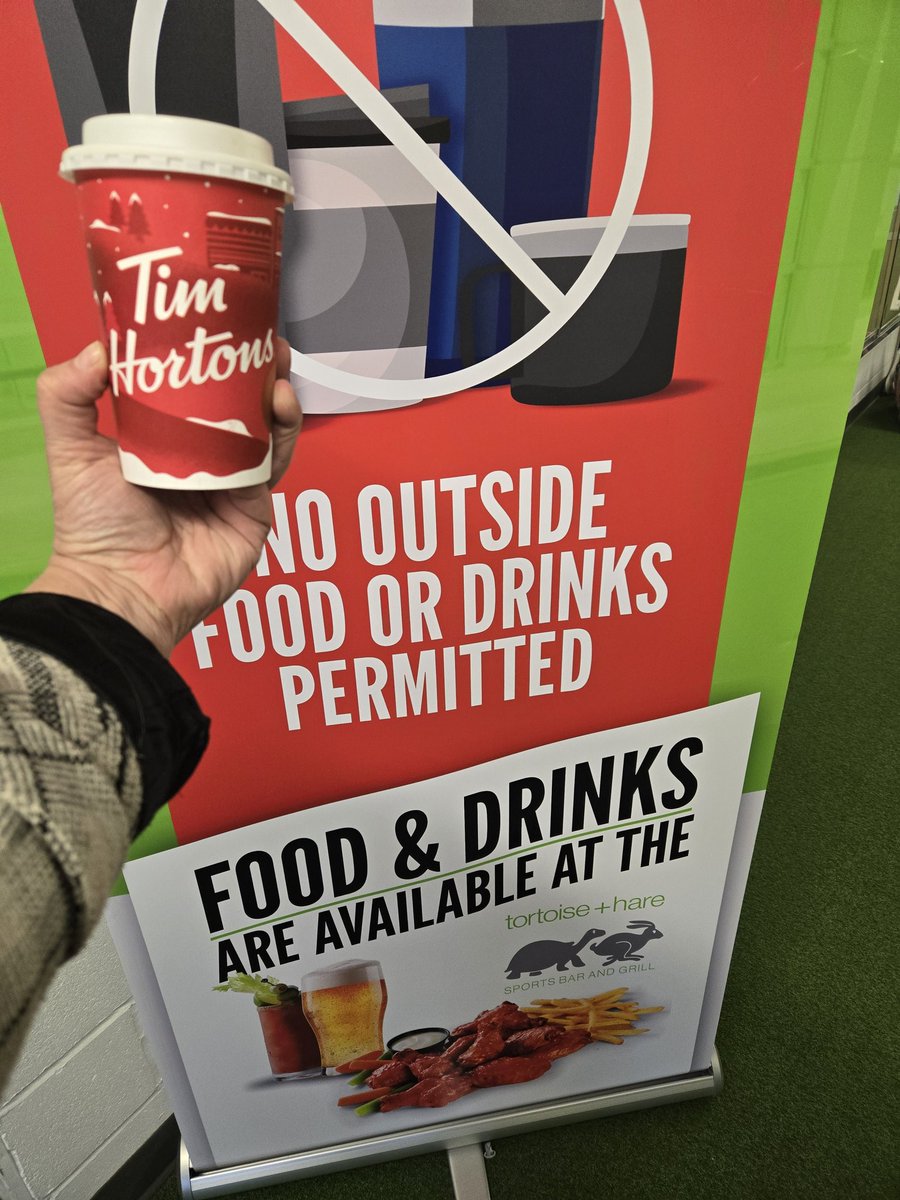 Tim
Hortons
NO OUTSIDE
FOOD OR DRINKS
PERMITTED
FOOD & DRINKS
ARE AVAILABLE AT THE
tortoise + hare
SPORTS BAR AND GRILL